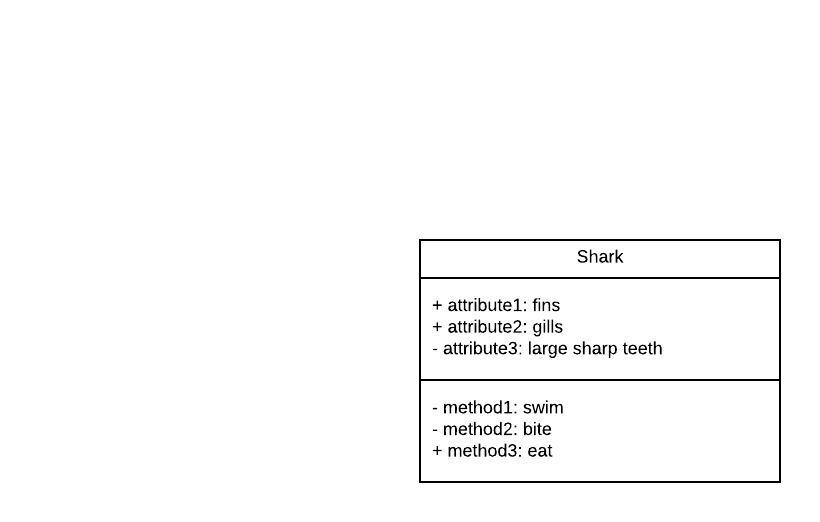 Shark
+ attribute1: fins
+ attribute2: gills
- attribute3: large sharp teeth
- method1: swim
- method2: bite
+ method3: eat